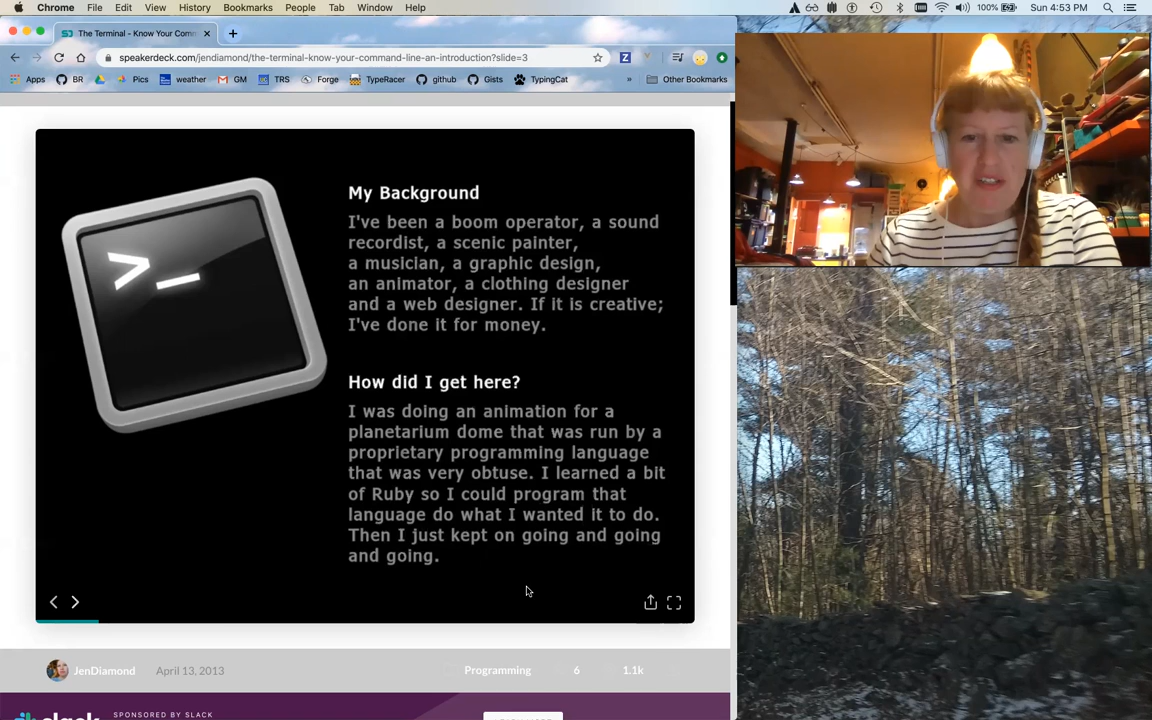 Chrome File Edit View History Bookmarks People Tab Window Help
100% Sun 4:53 PM
The Terminal - Know Your Comm
speakerdeck.com/jendiamond/the-terminal-know-your-command-line-an-introduction?slide=3
Apps BR Pics weather GM TRS Forge TypeRacer github Gists TypingCat » Other Bookmarks
>_
My Background
I've been a boom operator, a sound
recordist, a scenic painter,
a musician, a graphic design,
an animator, a clothing designer
and a web designer. If it is creative;
I've done it for money.
How did I get here?
I was doing an animation for a
planetarium dome that was run by a
proprietary programming language
that was very obtuse. I learned a bit
of Ruby so I could program that
language do what I wanted it to do.
Then I just kept on going and going
and going.
JenDiamond April 13, 2013 Programming 6 1.1k
slack SPONSORED BY SLACK